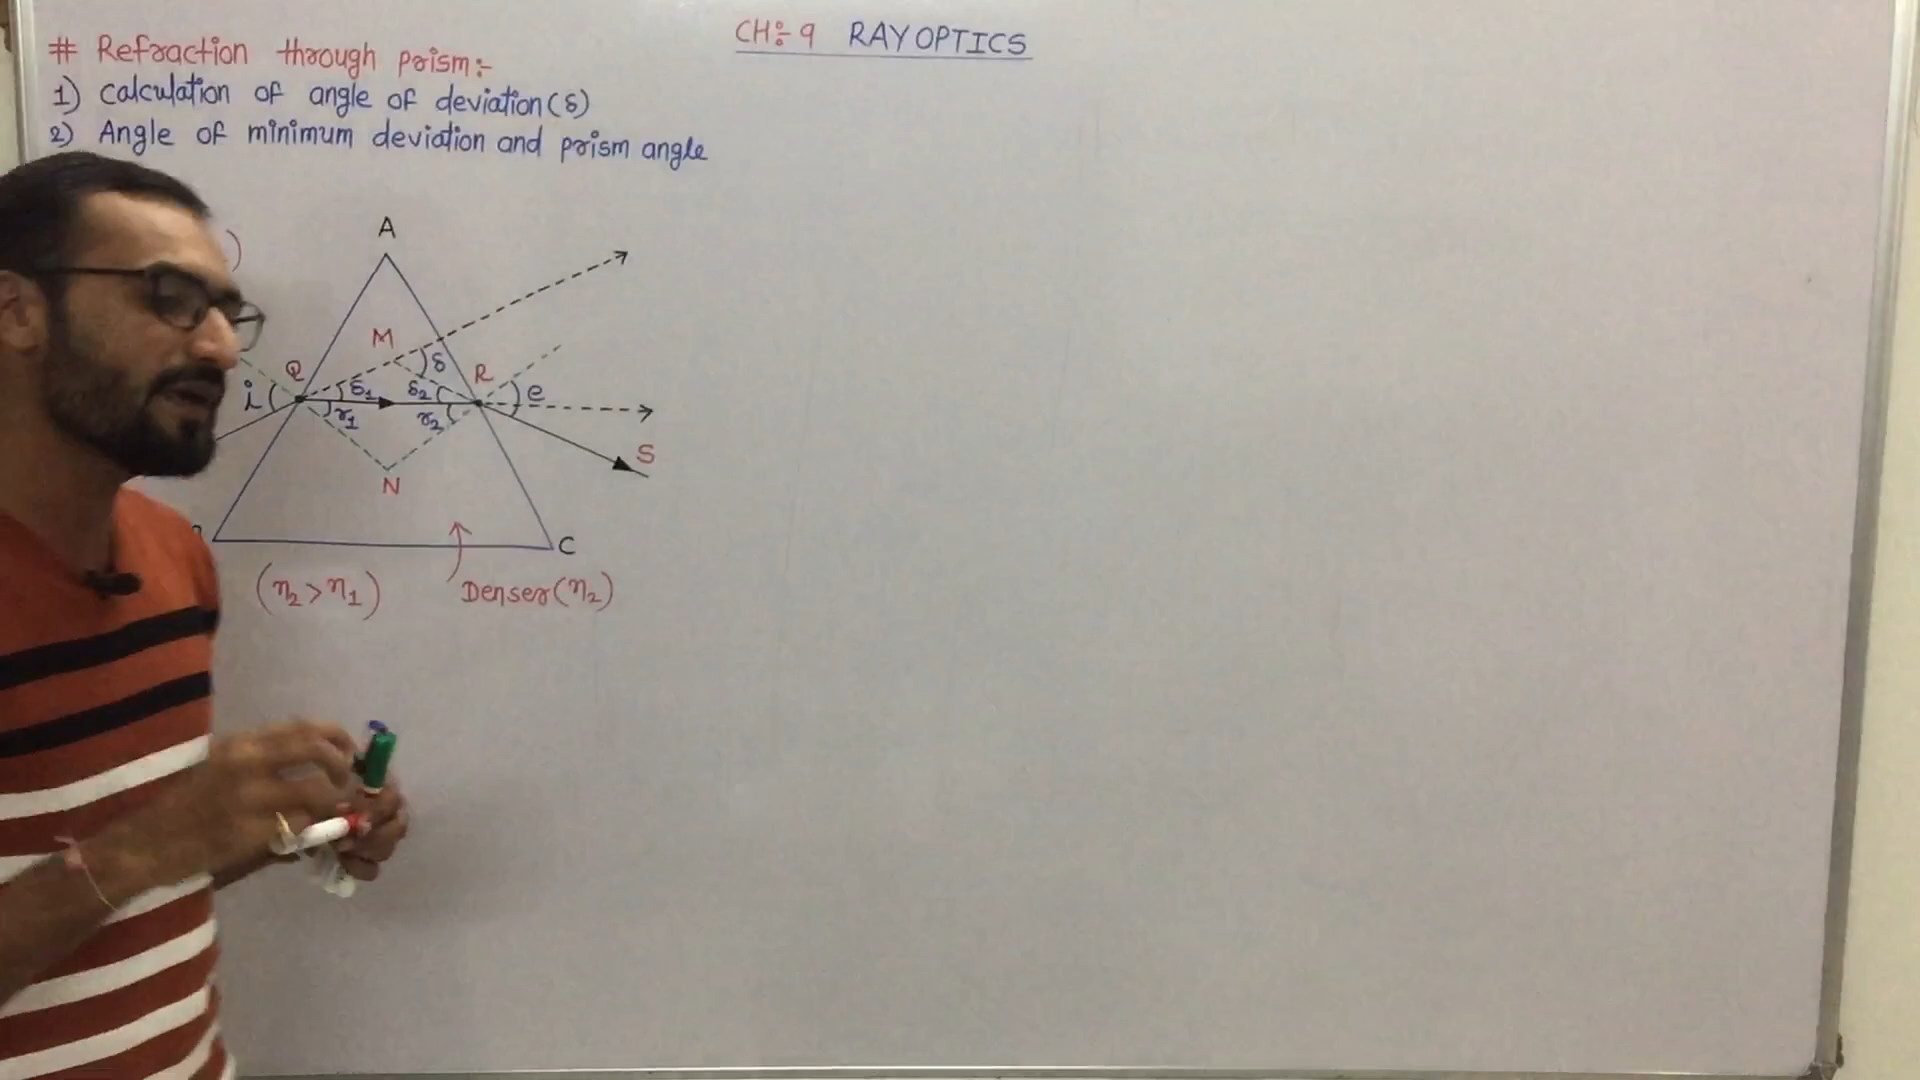 CH:- 9 RAY OPTICS
# Refraction through prism:-
1) Calculation of angle of deviation (δ)
2) Angle of minimum deviation and prism angle
A
M
δ
Q
R
i
δ₁
δ₂
e
r₁
r₂
S
N
C
(n₂ > n₁)
Denser (n₂)